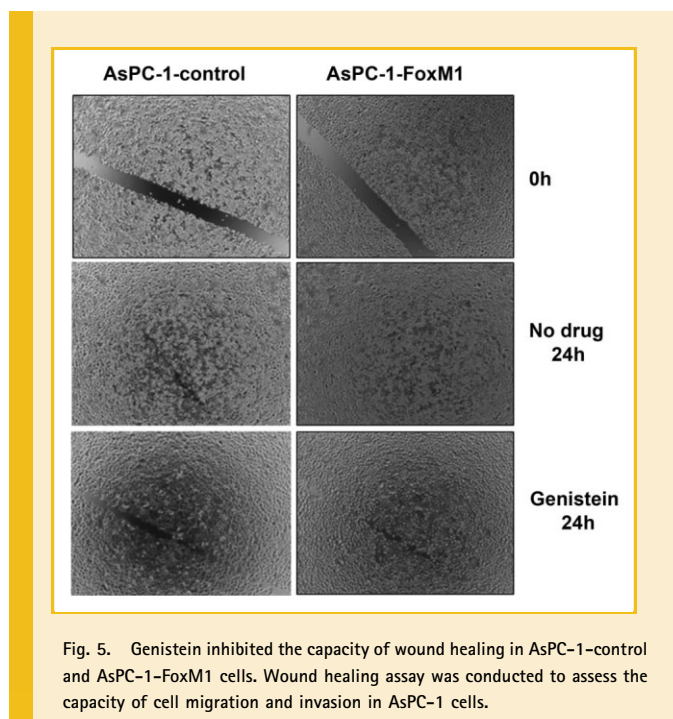 AsPC-1-control
AsPC-1-FoxM1
0h
No drug
24h
Genistein
24h
Fig. 5. Genistein inhibited the capacity of wound healing in AsPC-1-control
and AsPC-1-FoxM1 cells. Wound healing assay was conducted to assess the
capacity of cell migration and invasion in AsPC-1 cells.